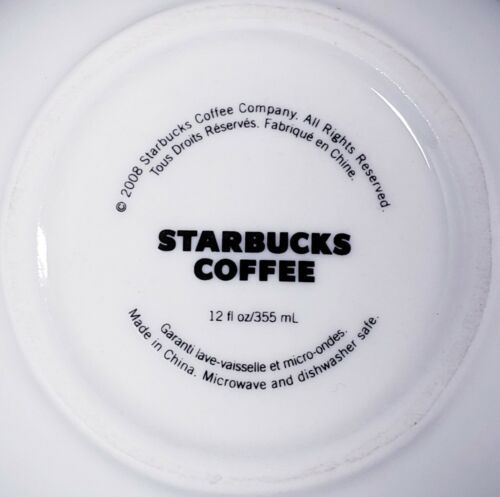 © 2008 Starbucks Coffee Company. All Rights Reserved.
Tous Droits Réservés. Fabriqué en Chine.
STARBUCKS
COFFEE
12 fl oz/355 mL
Garanti lave-vaisselle et micro-ondes.
Made in China. Microwave and dishwasher safe.